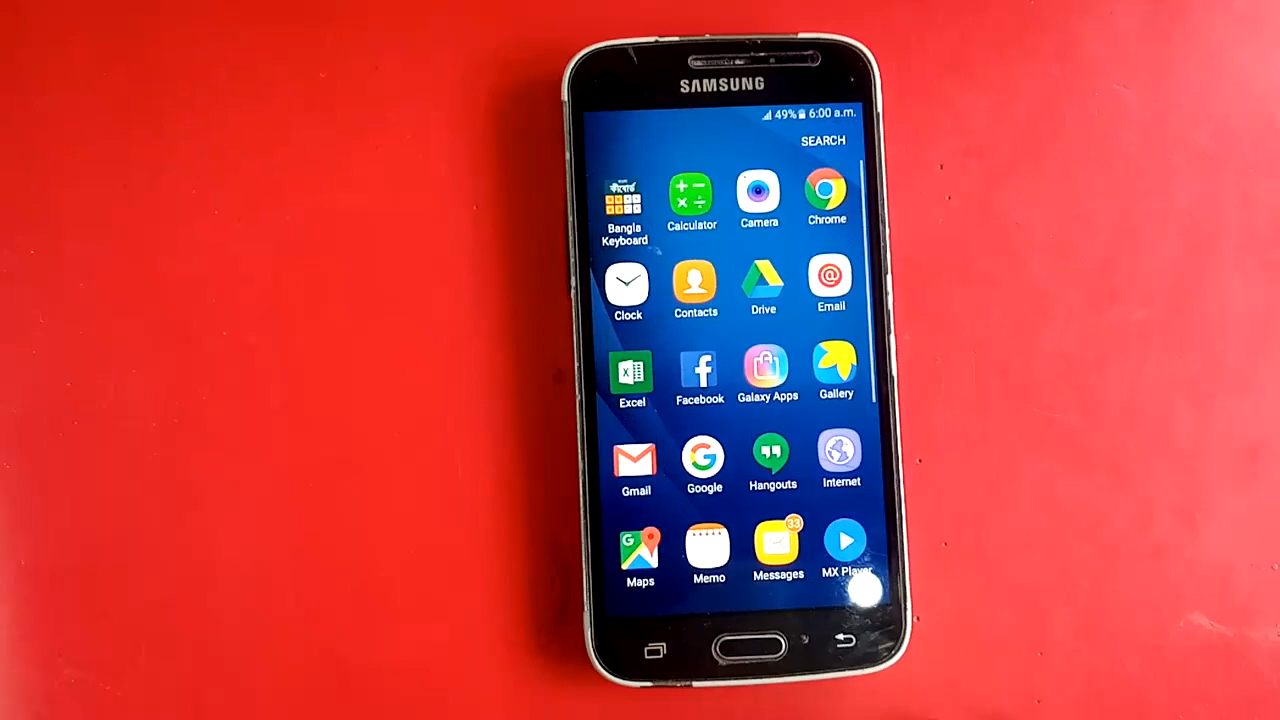 SAMSUNG
49% 6:00 a.m.
SEARCH
কীবোর্ড
Bangla Keyboard
Calculator
Camera
Chrome
Clock
Contacts
Drive
Email
Excel
Facebook
Galaxy Apps
Gallery
Gmail
Google
Hangouts
Internet
Maps
Memo
33
Messages
MX Player